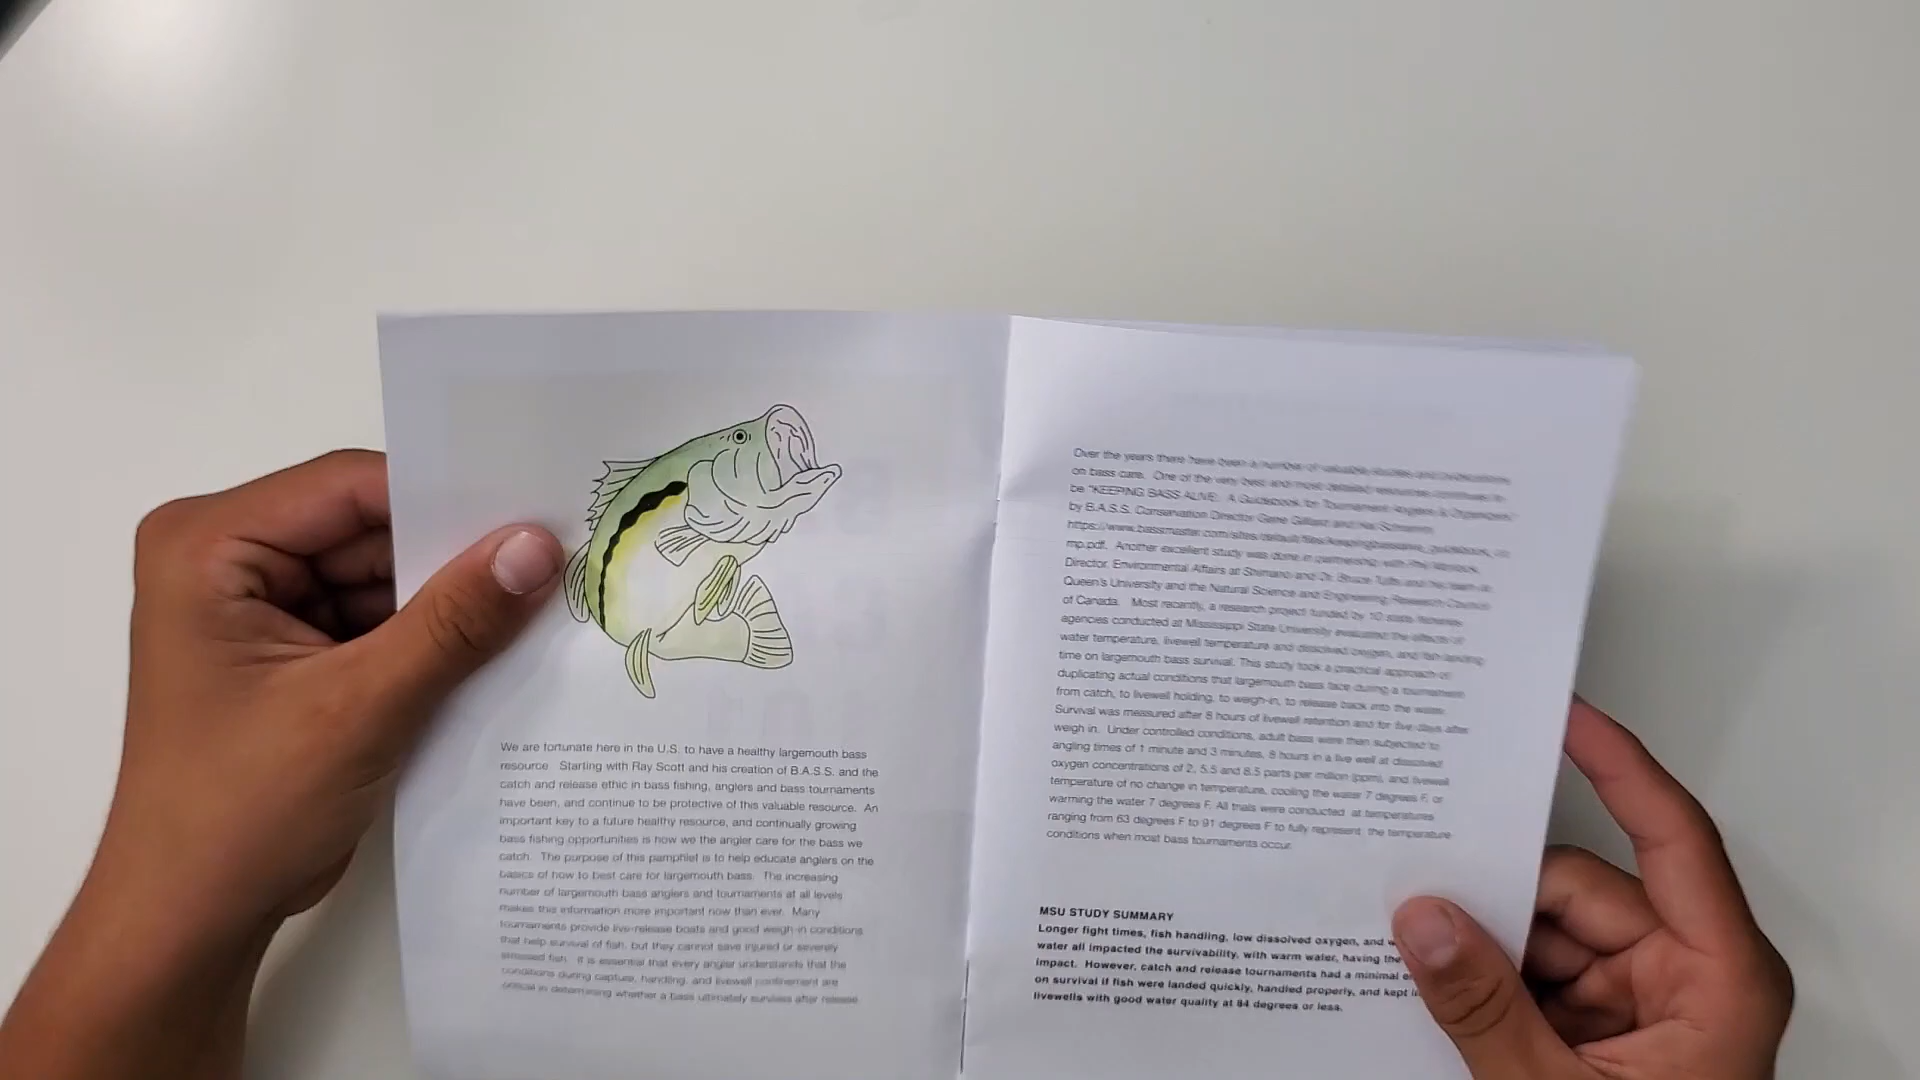 We are fortunate here in the U.S. to have a healthy largemouth bass
resource. Starting with Ray Scott and his creation of B.A.S.S. and the
catch and release ethic in bass fishing, anglers and bass tournaments
have been, and continue to be protective of this valuable resource. An
important key to a future healthy resource, and continually growing
bass fishing opportunities is how we the angler care for the bass we
catch. The purpose of this pamphlet is to help educate anglers on the
basics of how to best care for largemouth bass. The increasing
number of largemouth bass anglers and tournaments at all levels
makes this information more important now than ever. Many
tournaments provide live-release boats and good weigh-in conditions
that help survival of fish, but they cannot save injured or severely
stressed fish. It is essential that every angler understands that the
conditions during capture, handling, and livewell confinement are
critical in determining whether a bass ultimately survives after release.
Over the years there have been a number of valuable studies and
on bass care. One of the very best and most detailed resources continues to
be "KEEPING BASS ALIVE: A Guidebook for Tournament Anglers & Organizers"
by B.A.S.S. Conservation Director Gene Gilliland and Hal Schramm
https://www.bassmaster.com/sites/default/files/
mp.pdf. Another excellent study was done in partnership with Phil
Director, Environmental Affairs at Shimano and Dr. Bruce Tufts and his team at
Queen's University and the Natural Science and Engineering Research Council
of Canada. Most recently, a research project funded by 10 state fisheries
agencies conducted at Mississippi State University evaluated the effects of
water temperature, livewell temperature and dissolved oxygen, and fish landing
time on largemouth bass survival. This study took a practical approach of
duplicating actual conditions that largemouth bass face during a tournament
from catch, to livewell holding, to weigh-in, to release back into the water.
Survival was measured after 8 hours of livewell retention and for five days after
weigh in. Under controlled conditions, adult bass were then subjected to
angling times of 1 minute and 3 minutes, 8 hours in a live well at dissolved
oxygen concentrations of 2, 5.5 and 8.5 parts per million (ppm), and livewell
temperature of no change in temperature, cooling the water 7 degrees F, or
warming the water 7 degrees F. All trials were conducted at temperatures
ranging from 63 degrees F to 91 degrees F to fully represent the temperature
conditions when most bass tournaments occur.
MSU STUDY SUMMARY
Longer fight times, fish handling, low dissolved oxygen, and
water all impacted the survivability, with warm water, having the
impact. However, catch and release tournaments had a minimal
on survival if fish were landed quickly, handled properly, and kept
livewells with good water quality at 84 degrees or less.